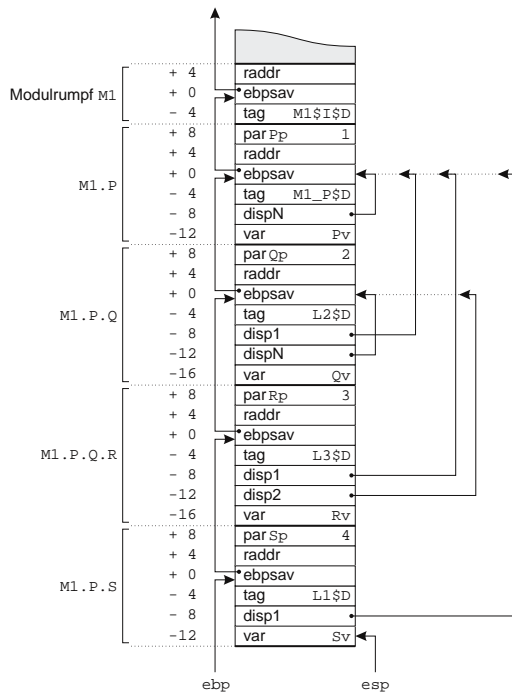 + 4 raddr
Modulrumpf M1 + 0 ebpsav
- 4 tag M1$I$D
+ 8 par Pp 1
+ 4 raddr
M1.P + 0 ebpsav
- 4 tag M1_P$D
- 8 dispN
-12 var Pv
+ 8 par Qp 2
+ 4 raddr
+ 0 ebpsav
M1.P.Q - 4 tag L2$D
- 8 disp1
-12 dispN
-16 var Qv
+ 8 par Rp 3
+ 4 raddr
+ 0 ebpsav
M1.P.Q.R - 4 tag L3$D
- 8 disp1
-12 disp2
-16 var Rv
+ 8 par Sp 4
+ 4 raddr
+ 0 ebpsav
M1.P.S - 4 tag L1$D
- 8 disp1
-12 var Sv
ebp esp